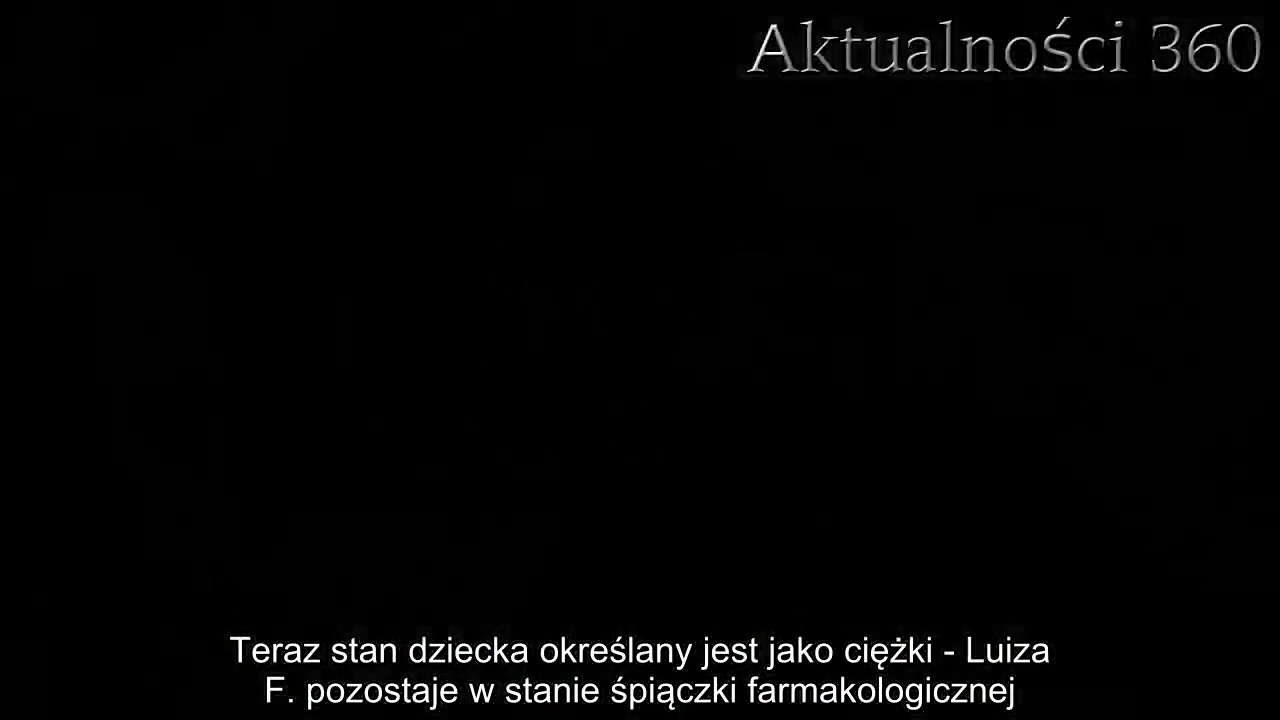 Aktualności 360
Teraz stan dziecka określany jest jako ciężki - Luiza
F. pozostaje w stanie śpiączki farmakologicznej